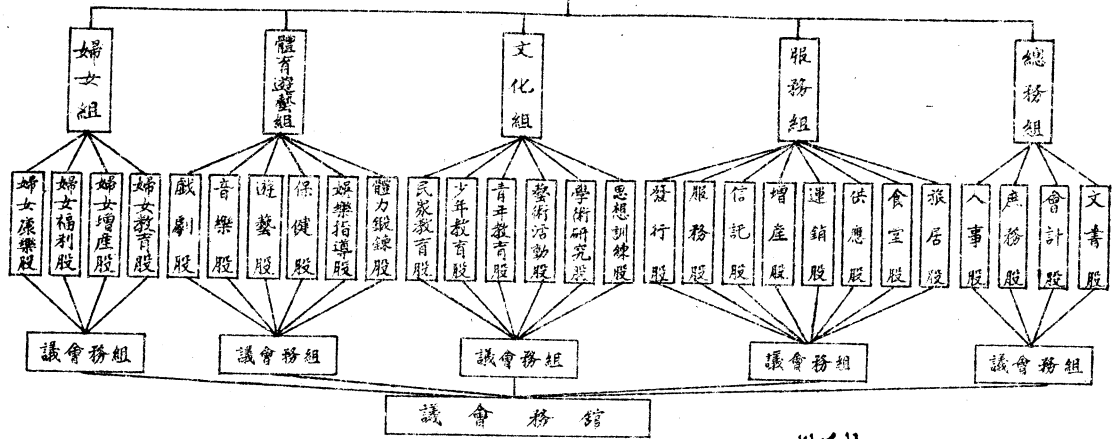 總務組
服務組
文化組
體育遊藝組
婦女組
文書股
會計股
庶務股
人事股
旅居股
食堂股
供應股
運銷股
增產股
信託股
服務股
發行股
思想訓練股
學術研究股
藝術活動股
青年教育股
少年教育股
民家教育股
體力鍛鍊股
娛樂指導股
保健股
遊藝股
音樂股
戲劇股
婦女教育股
婦女增產股
婦女福利股
婦女康樂股
議會務組
議會務組
議會務組
議會務組
議會務組
議會務館